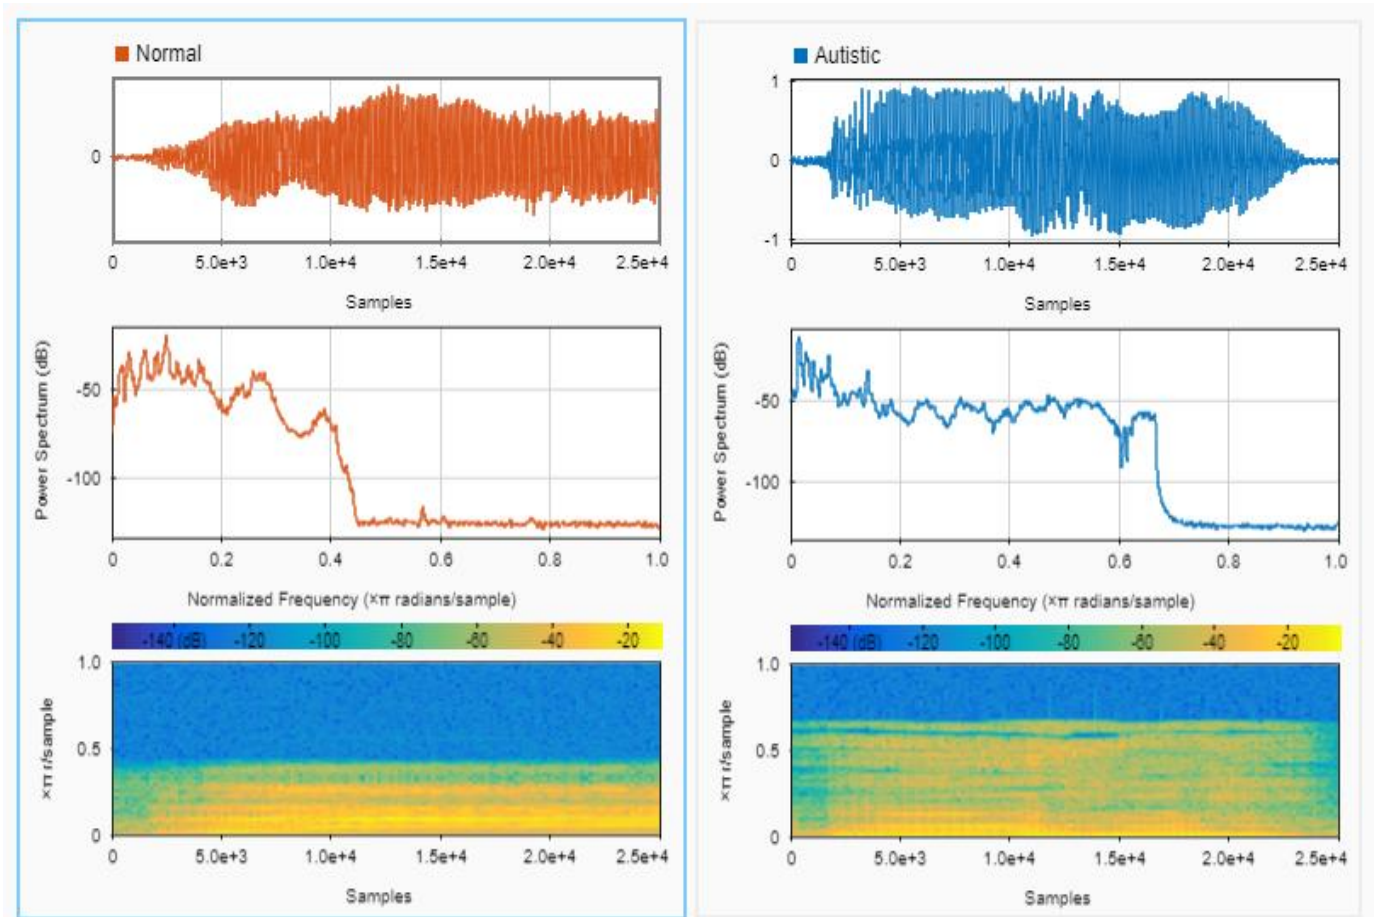 Normal
0
0 5.0e+3 1.0e+4 1.5e+4 2.0e+4 2.5e+4
Samples
Power Spectrum (dB)
-50
-100
0 0.2 0.4 0.6 0.8 1.0
Normalized Frequency (×π radians/sample)
-140 (dB) -120 -100 -80 -60 -40 -20
×π r/sample
1.0
0.5
0
0 5.0e+3 1.0e+4 1.5e+4 2.0e+4 2.5e+4
Samples
Autistic
1
0
-1
0 5.0e+3 1.0e+4 1.5e+4 2.0e+4 2.5e+4
Samples
Power Spectrum (dB)
-50
-100
0 0.2 0.4 0.6 0.8 1.0
Normalized Frequency (×π radians/sample)
-140 (dB) -120 -100 -80 -60 -40 -20
×π r/sample
1.0
0.5
0
0 5.0e+3 1.0e+4 1.5e+4 2.0e+4 2.5e+4
Samples